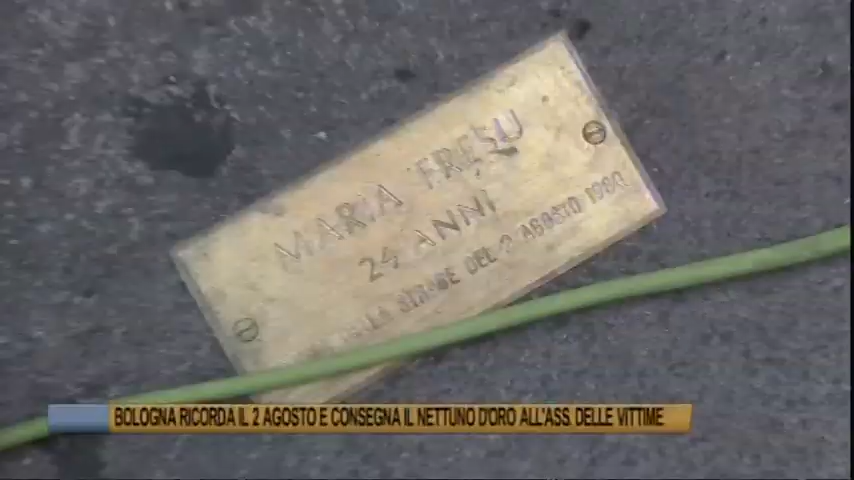 MARIA FRESU
24 ANNI
STRAGE DEL 2 AGOSTO 1980
BOLOGNA RICORDA IL 2 AGOSTO E CONSEGNA IL NETTUNO D'ORO ALL'ASS. DELLE VITTIME